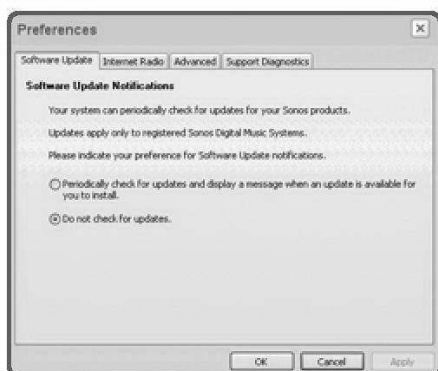 Preferences
Software Update Internet Radio Advanced Support Diagnostics
Software Update Notifications
Your system can periodically check for updates for your Sonos products.
Updates apply only to registered Sonos Digital Music Systems.
Please indicate your preference for Software Update notifications.
Periodically check for updates and display a message when an update is available for
you to install.
Do not check for updates.
OK Cancel Apply